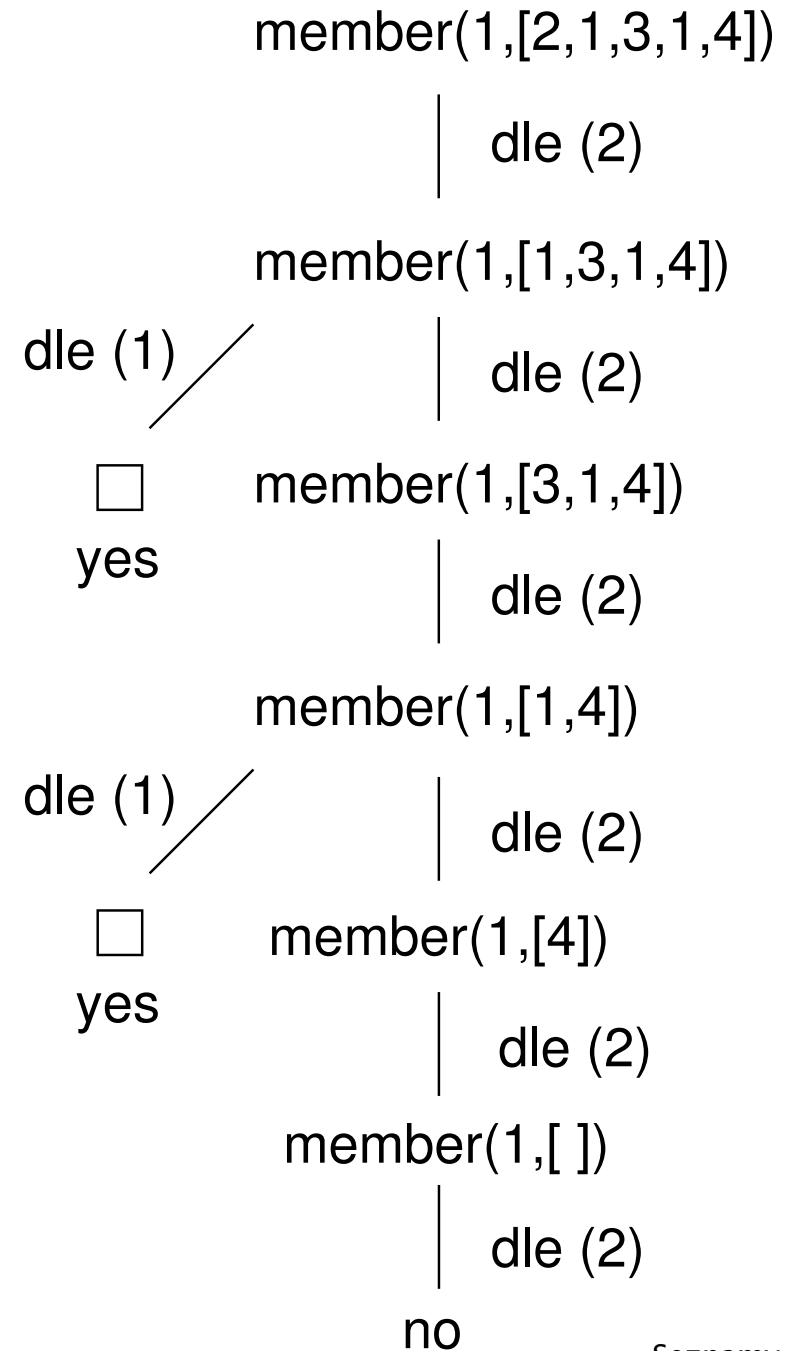 member(1,[2,1,3,1,4])
dle (2)
member(1,[1,3,1,4])
dle (1)
dle (2)
□
member(1,[3,1,4])
yes
dle (2)
member(1,[1,4])
dle (1)
dle (2)
□
member(1,[4])
yes
dle (2)
member(1,[ ])
dle (2)
no